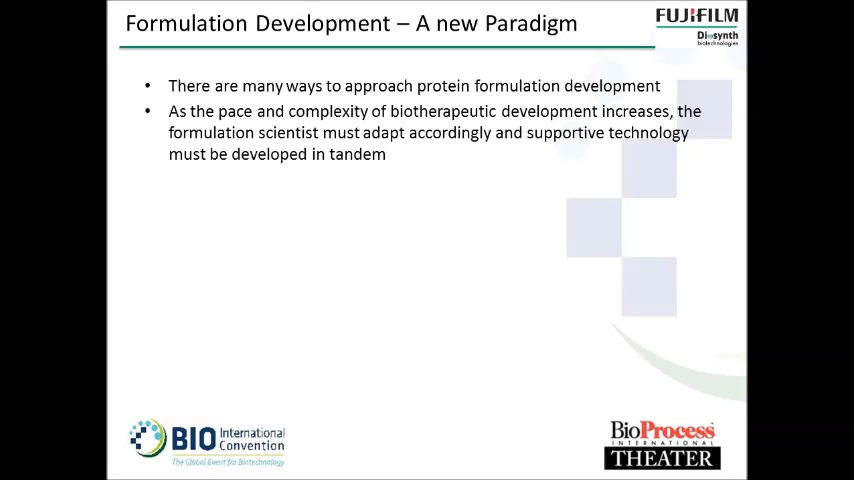 Formulation Development – A new Paradigm
FUJIFILM
Diosynth
biotechnologies
• There are many ways to approach protein formulation development
• As the pace and complexity of biotherapeutic development increases, the
formulation scientist must adapt accordingly and supportive technology
must be developed in tandem
BIO International
Convention
The Global Event for Biotechnology
BioProcess
INTERNATIONAL
THEATER